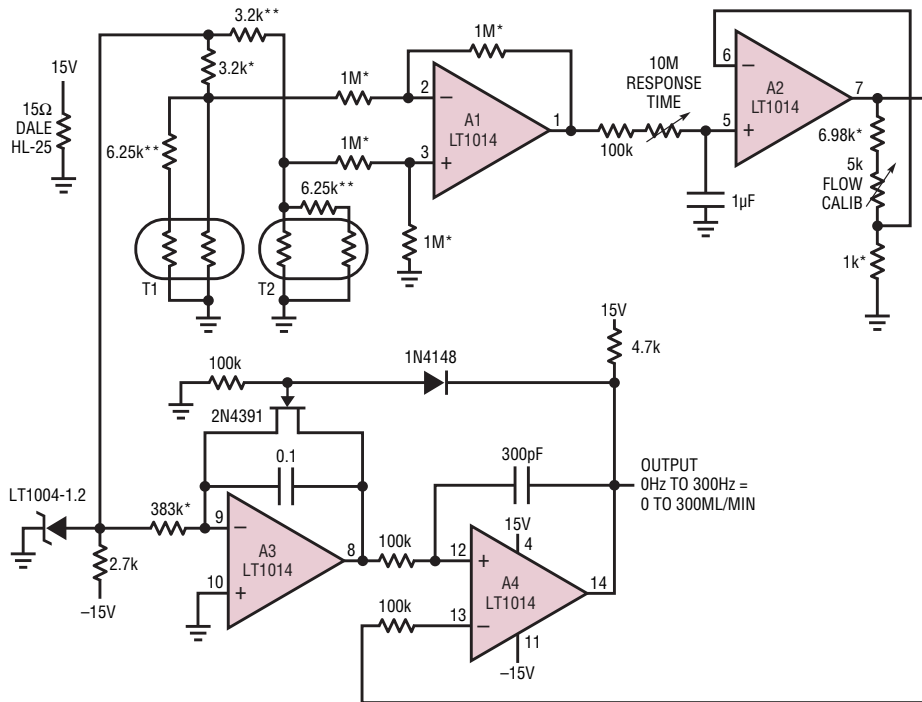 3.2k**
3.2k*
15V
15Ω
DALE
HL-25
6.25k**
1M*
1M*
6.25k**
1M*
T1
T2
1M*
2
3
1
A1
LT1014
100k
10M
RESPONSE
TIME
1µF
6
5
7
A2
LT1014
6.98k*
5k
FLOW
CALIB
1k*
15V
4.7k
100k
1N4148
2N4391
0.1
300pF
OUTPUT
0Hz TO 300Hz =
0 TO 300ML/MIN
LT1004-1.2
383k*
2.7k
–15V
9
10
8
A3
LT1014
100k
100k
12
13
15V
4
A4
LT1014
14
11
–15V